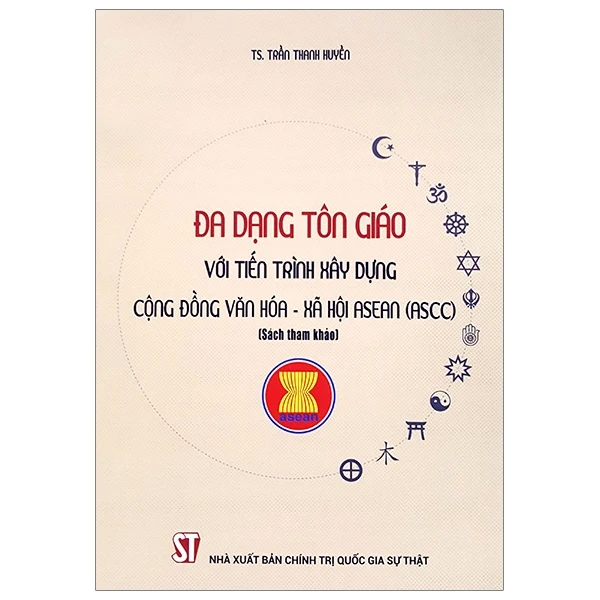 TS. TRẦN THANH HUYỀN
ĐA DẠNG TÔN GIÁO
VỚI TIẾN TRÌNH XÂY DỰNG
CỘNG ĐỒNG VĂN HÓA - XÃ HỘI ASEAN (ASCC)
(Sách tham khảo)
asean
ॐ
木
ST
NHÀ XUẤT BẢN CHÍNH TRỊ QUỐC GIA SỰ THẬT